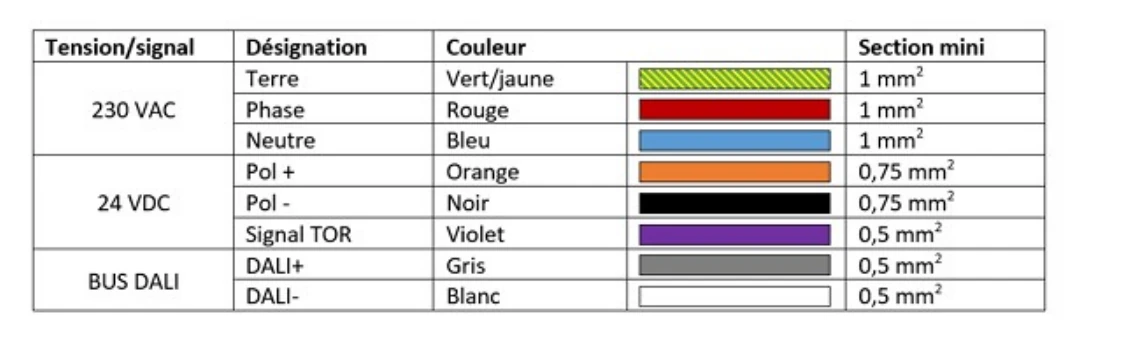 Tension/signal Désignation Couleur Section mini
230 VAC Terre Vert/jaune 1 mm²
Phase Rouge 1 mm²
Neutre Bleu 1 mm²
24 VDC Pol + Orange 0,75 mm²
Pol - Noir 0,75 mm²
Signal TOR Violet 0,5 mm²
BUS DALI DALI+ Gris 0,5 mm²
DALI- Blanc 0,5 mm²